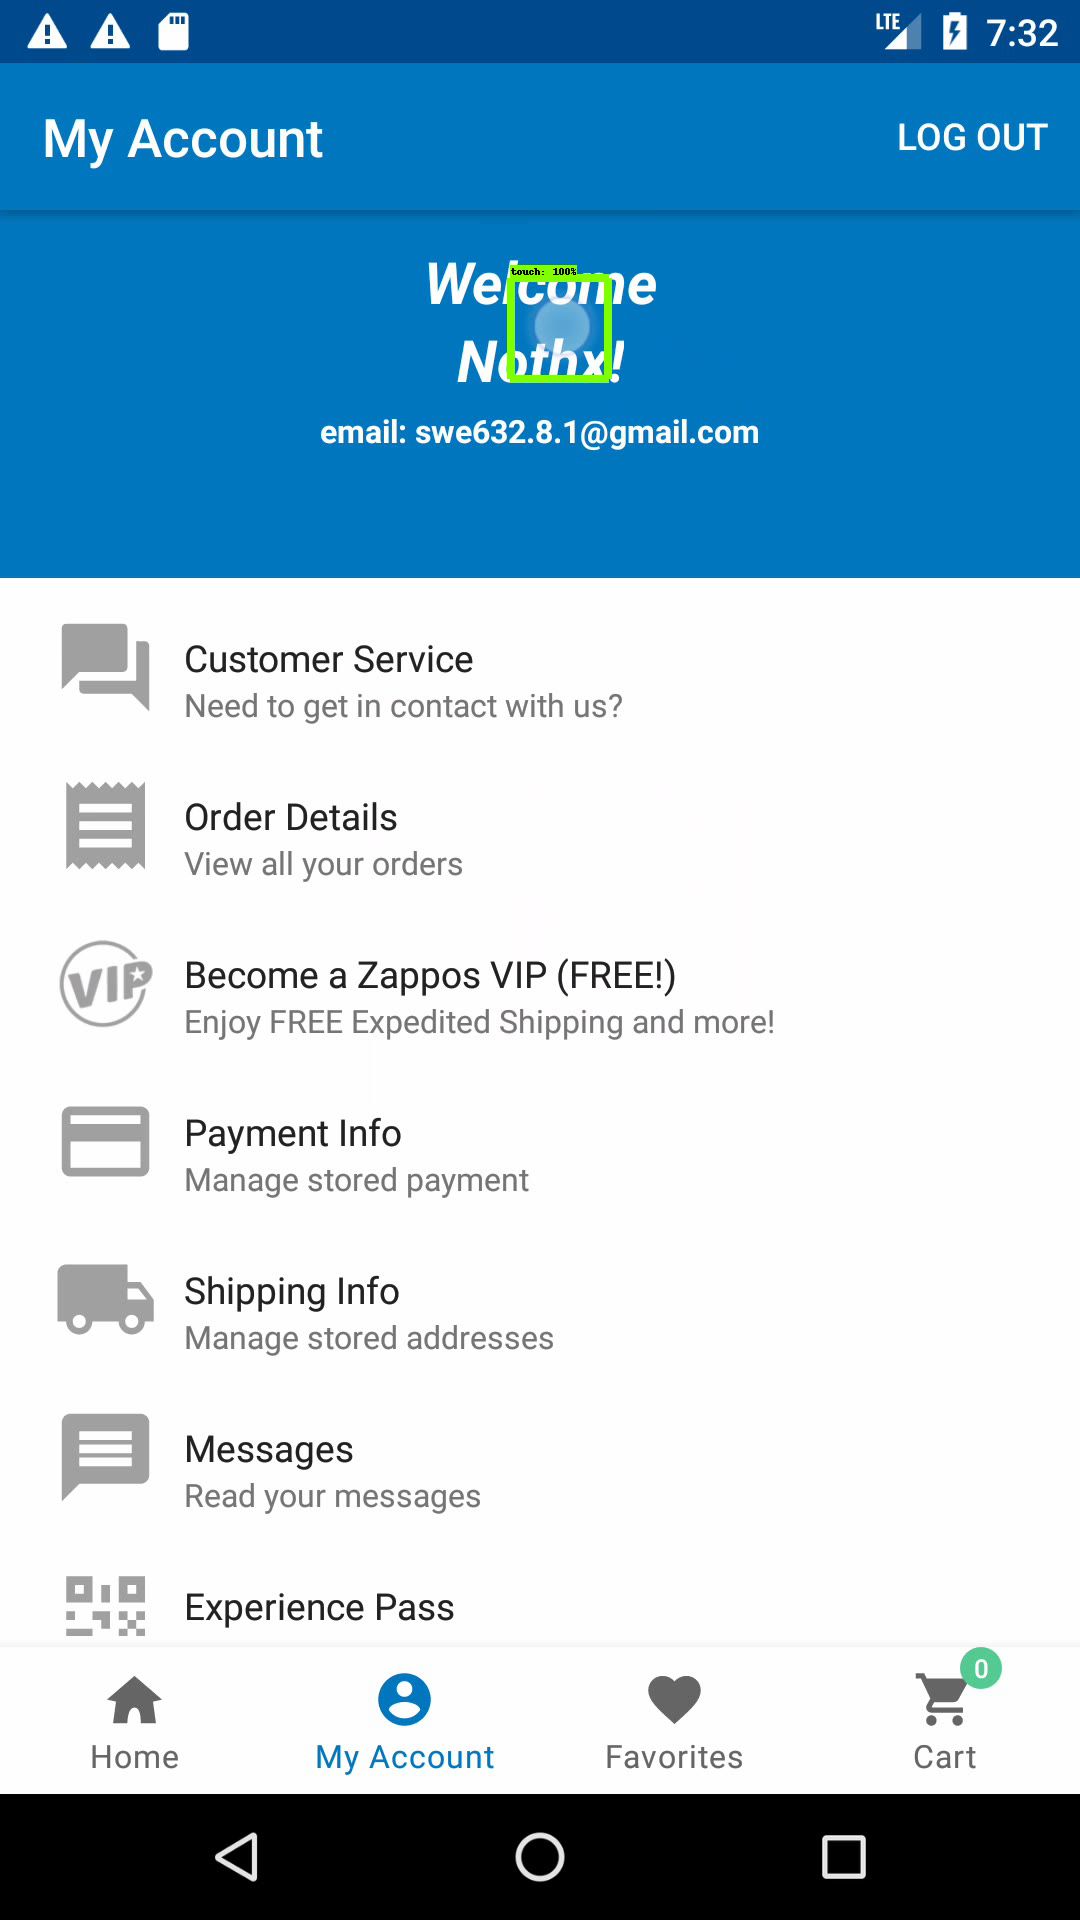 LTE 7:32
My Account LOG OUT
touch: 100%
Welcome
Nothx!
email: swe632.8.1@gmail.com
Customer Service
Need to get in contact with us?
Order Details
View all your orders
VIP
Become a Zappos VIP (FREE!)
Enjoy FREE Expedited Shipping and more!
Payment Info
Manage stored payment
Shipping Info
Manage stored addresses
Messages
Read your messages
Experience Pass
0
Home My Account Favorites Cart